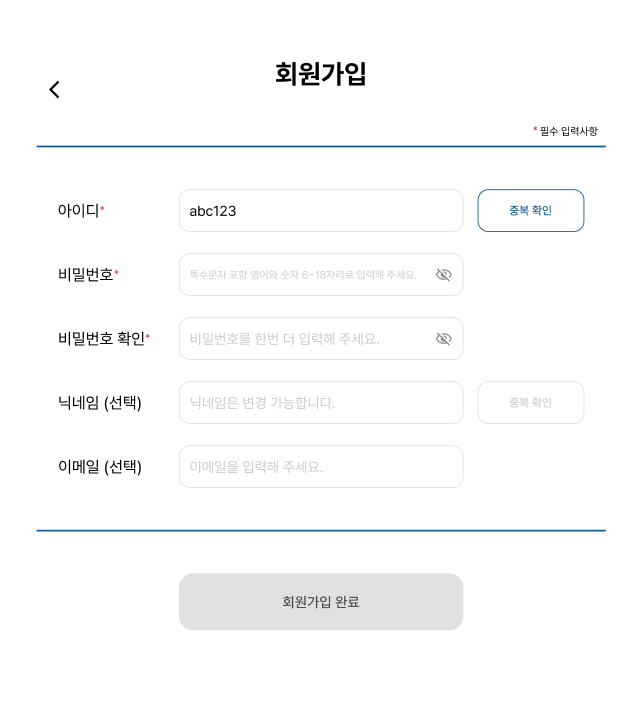 회원가입
* 필수 입력사항
아이디*
abc123
중복 확인
비밀번호*
특수문자 포함 영어와 숫자 6-18자리로 입력해 주세요.
비밀번호 확인*
비밀번호를 한번 더 입력해 주세요.
닉네임 (선택)
닉네임은 변경 가능합니다.
중복 확인
이메일 (선택)
이메일을 입력해 주세요.
회원가입 완료